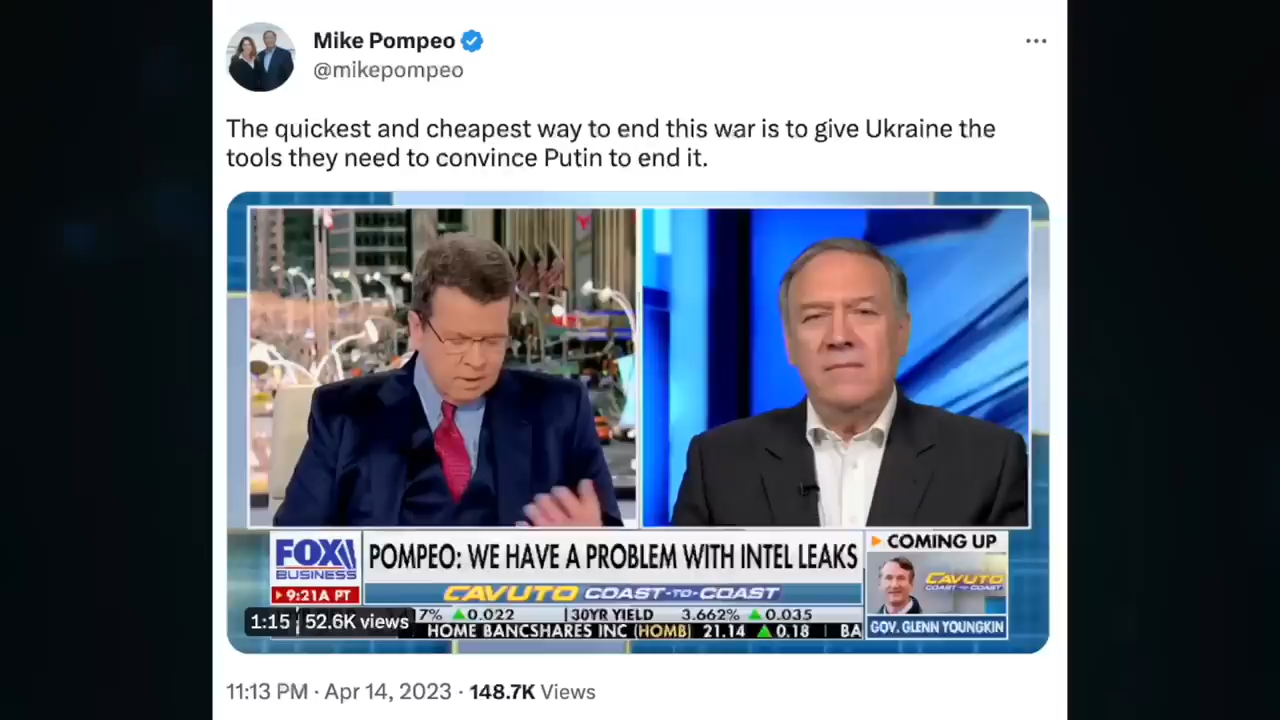 Mike Pompeo
@mikepompeo
The quickest and cheapest way to end this war is to give Ukraine the
tools they need to convince Putin to end it.
FOX
BUSINESS
9:21A PT
POMPEO: WE HAVE A PROBLEM WITH INTEL LEAKS
CAVUTO COAST-TO-COAST
COMING UP
CAVUTO
COAST-TO-COAST
GOV. GLENN YOUNGKIN
1:15 52.6K views
17% ▲0.022 | 30YR YIELD 3.662% ▲0.035
HOME BANCSHARES INC (HOMB) 21.14 ▲0.18 | BA
11:13 PM · Apr 14, 2023 · 148.7K Views